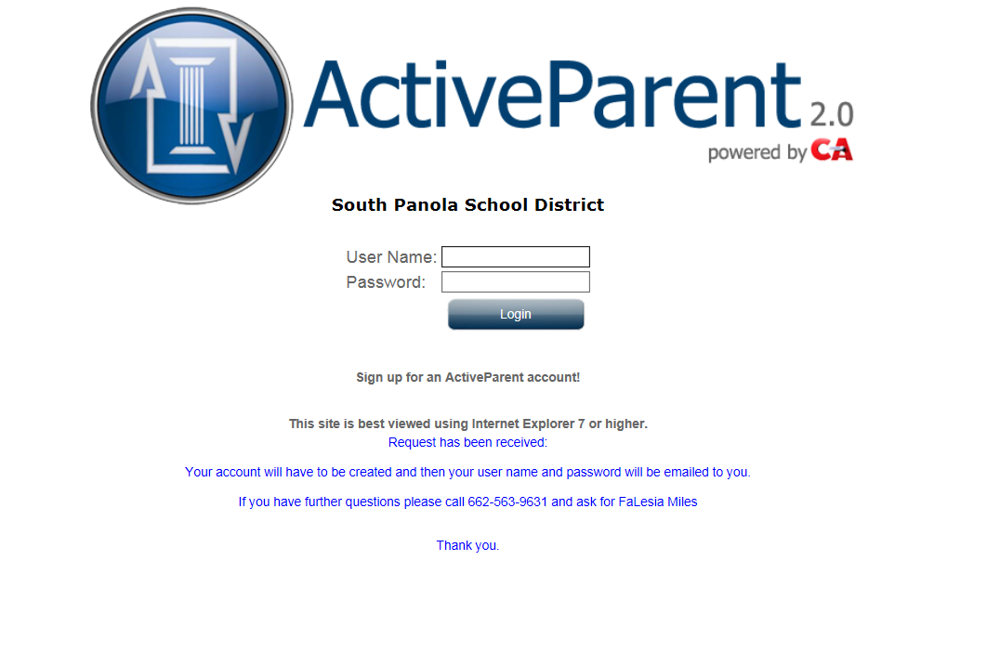 ActiveParent 2.0
powered by CA
South Panola School District
User Name:
Password:
Login
Sign up for an ActiveParent account!
This site is best viewed using Internet Explorer 7 or higher.
Request has been received:
Your account will have to be created and then your user name and password will be emailed to you.
If you have further questions please call 662-563-9631 and ask for FaLesia Miles
Thank you.